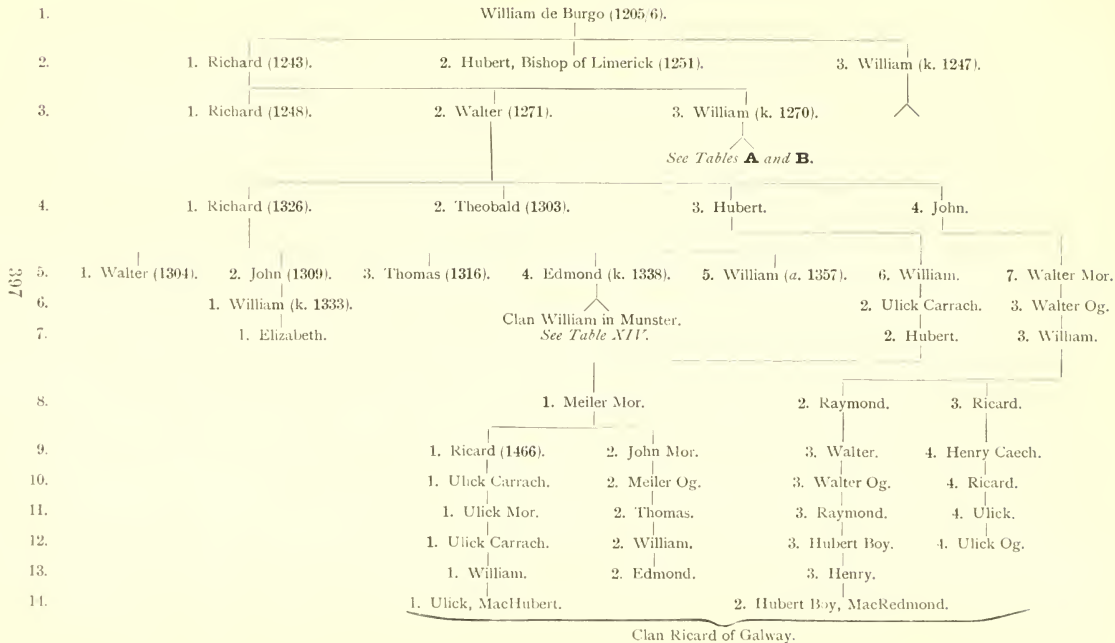 1. William de Burgo (1205/6).
2. 1. Richard (1243). 2. Hubert, Bishop of Limerick (1251). 3. William (k. 1247).
3. 1. Richard (1248). 2. Walter (1271). 3. William (k. 1270).
See Tables A and B.
4. 1. Richard (1326). 2. Theobald (1303). 3. Hubert. 4. John.
397
5. 1. Walter (1304). 2. John (1309). 3. Thomas (1316). 4. Edmond (k. 1338). 5. William (a. 1357). 6. William. 7. Walter Mor.
6. 1. William (k. 1333). Clan William in Munster. 2. Ulick Carrach. 3. Walter Og.
7. 1. Elizabeth. See Table XIV. 2. Hubert. 3. William.
8. 1. Meiler Mor. 2. Raymond. 3. Ricard.
9. 1. Ricard (1466). 2. John Mor. 3. Walter. 4. Henry Caech.
10. 1. Ulick Carrach. 2. Meiler Og. 3. Walter Og. 4. Ricard.
11. 1. Ulick Mor. 2. Thomas. 3. Raymond. 4. Ulick.
12. 1. Ulick Carrach. 2. William. 3. Hubert Boy. 4. Ulick Og.
13. 1. William. 2. Edmond. 3. Henry.
14. 1. Ulick, MacHubert. 2. Hubert Boy, MacRedmond.
Clan Ricard of Galway.